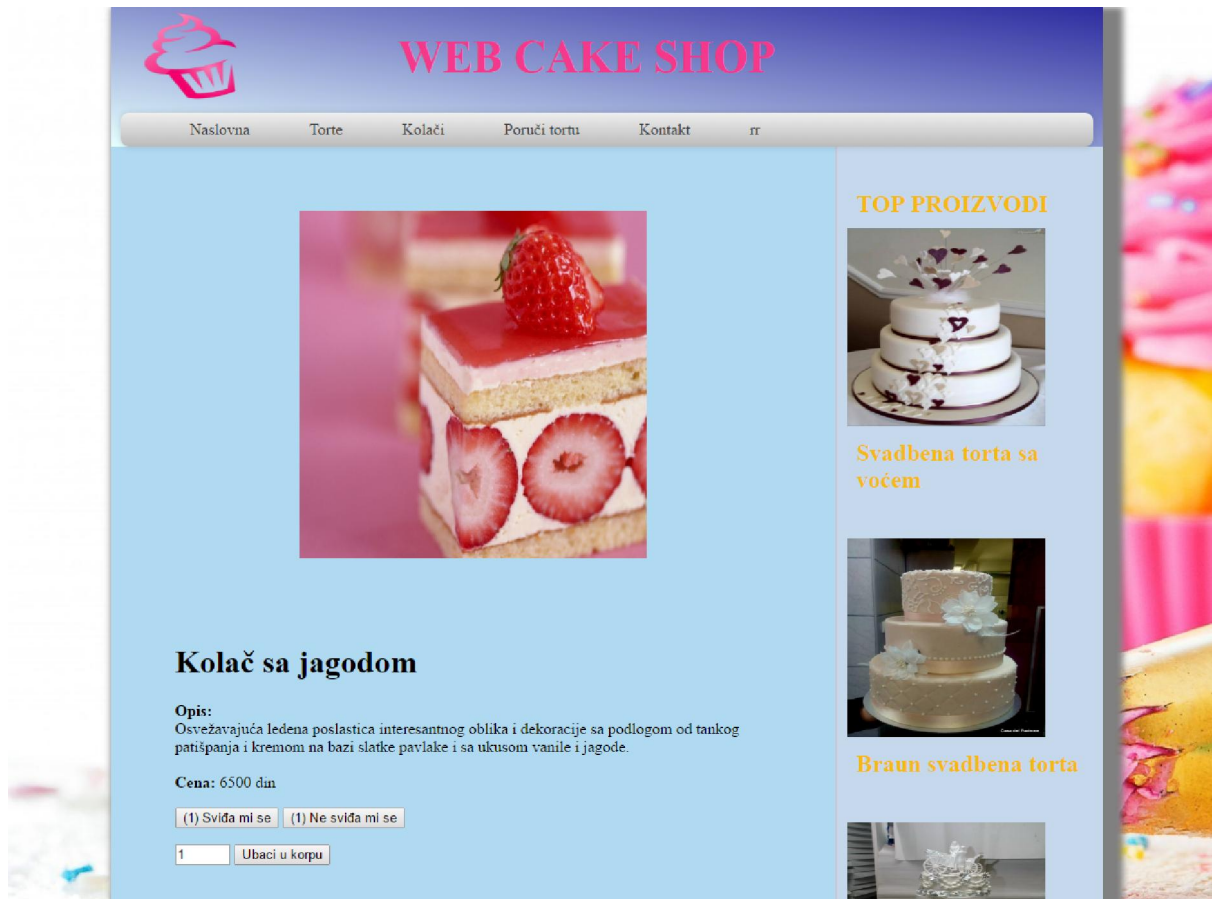 WEB CAKE SHOP
Naslovna Torte Kolači Poruči tortu Kontakt rr
Kolač sa jagodom
Opis:
Osvežavajuća ledena poslastica interesantnog oblika i dekoracije sa podlogom od tankog
patišpanja i kremom na bazi slatke pavlake i sa ukusom vanile i jagode.
Cena: 6500 din
(1) Sviđa mi se (1) Ne sviđa mi se
1 Ubaci u korpu
TOP PROIZVODI
Svadbena torta sa
voćem
Braun svadbena torta